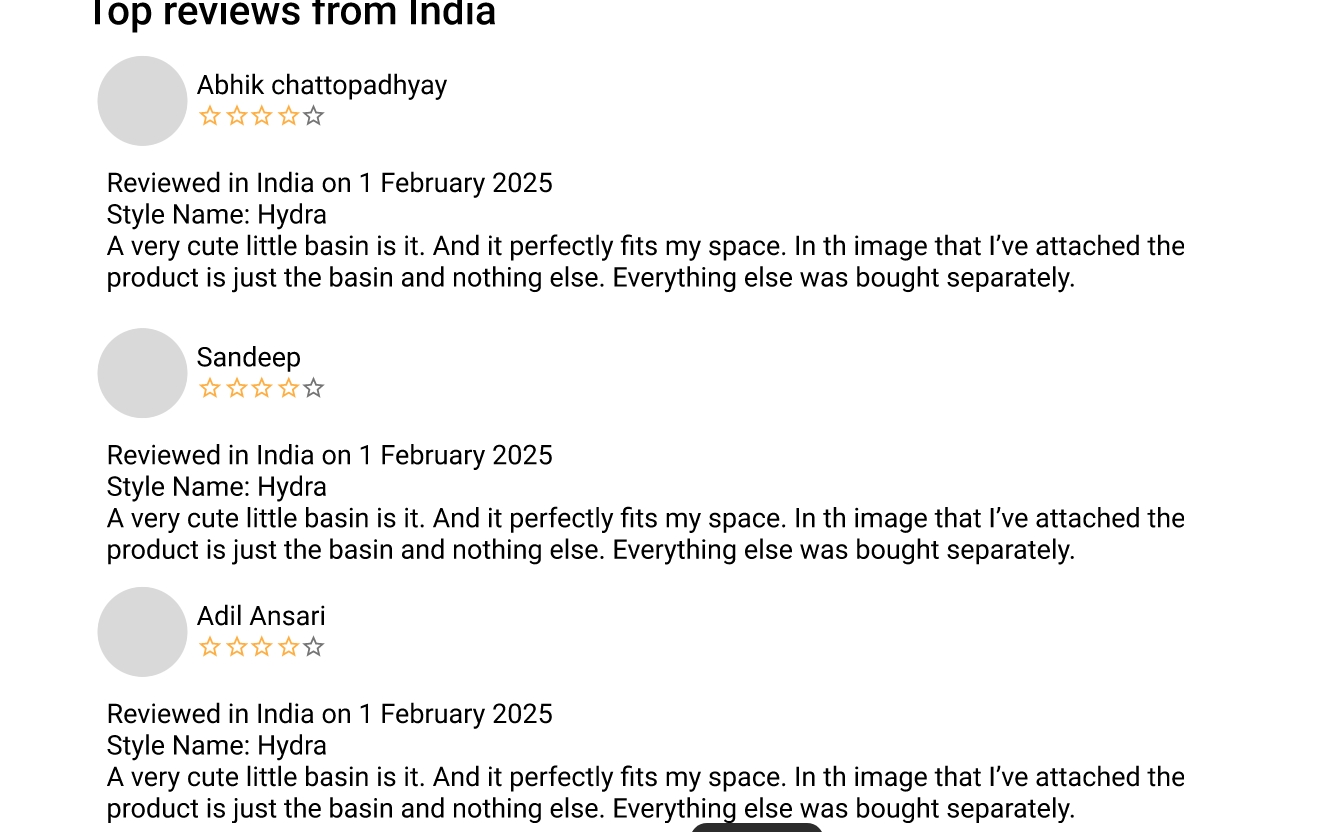 Top reviews from India
Abhik chattopadhyay
Reviewed in India on 1 February 2025
Style Name: Hydra
A very cute little basin is it. And it perfectly fits my space. In th image that I’ve attached the
product is just the basin and nothing else. Everything else was bought separately.
Sandeep
Reviewed in India on 1 February 2025
Style Name: Hydra
A very cute little basin is it. And it perfectly fits my space. In th image that I’ve attached the
product is just the basin and nothing else. Everything else was bought separately.
Adil Ansari
Reviewed in India on 1 February 2025
Style Name: Hydra
A very cute little basin is it. And it perfectly fits my space. In th image that I’ve attached the
product is just the basin and nothing else. Everything else was bought separately.